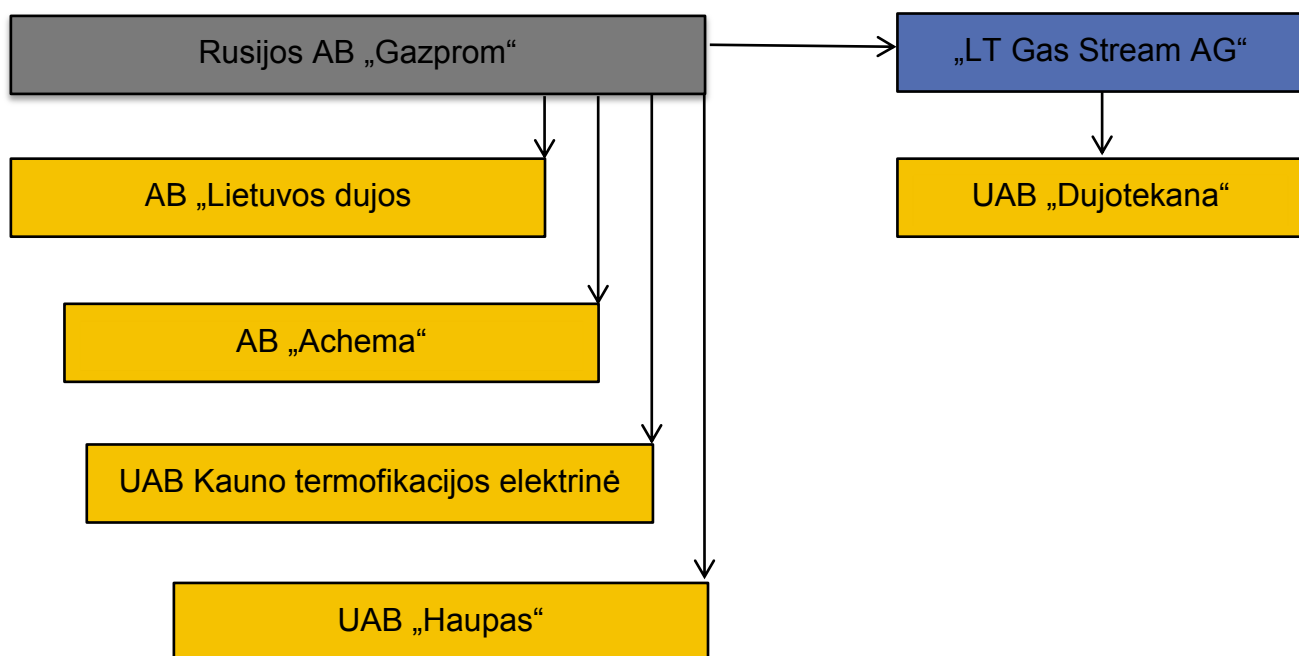 Rusijos AB „Gazprom“
„LT Gas Stream AG“
AB „Lietuvos dujos
UAB „Dujotekana“
AB „Achema“
UAB Kauno termofikacijos elektrinė
UAB „Haupas“